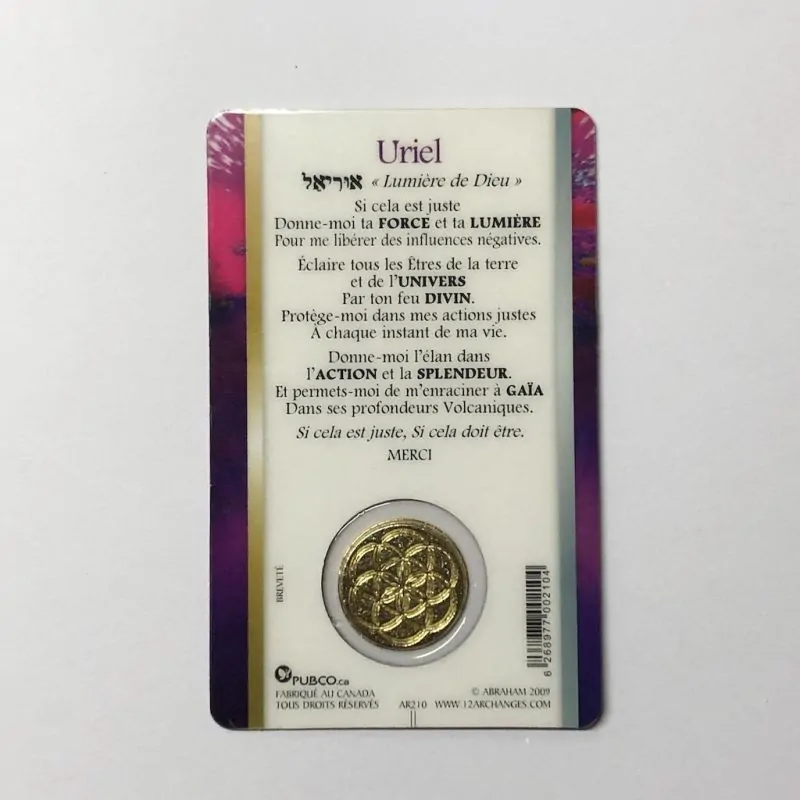 Uriel
אוריאל « Lumière de Dieu »
Si cela est juste
Donne-moi ta FORCE et ta LUMIÈRE
Pour me libérer des influences négatives.
Éclaire tous les Êtres de la terre
et de l'UNIVERS
Par ton feu DIVIN.
Protège-moi dans mes actions justes
À chaque instant de ma vie.
Donne-moi l'élan dans
l'ACTION et la SPLENDEUR.
Et permets-moi de m'enraciner à GAÏA
Dans ses profondeurs Volcaniques.
Si cela est juste, Si cela doit être.
MERCI
BREVETÉ
6 268977 002104
PUBCO.ca
FABRIQUÉ AU CANADA
TOUS DROITS RÉSERVÉS
AR210
© ABRAHAM 2009
WWW.12ARCHANGES.COM